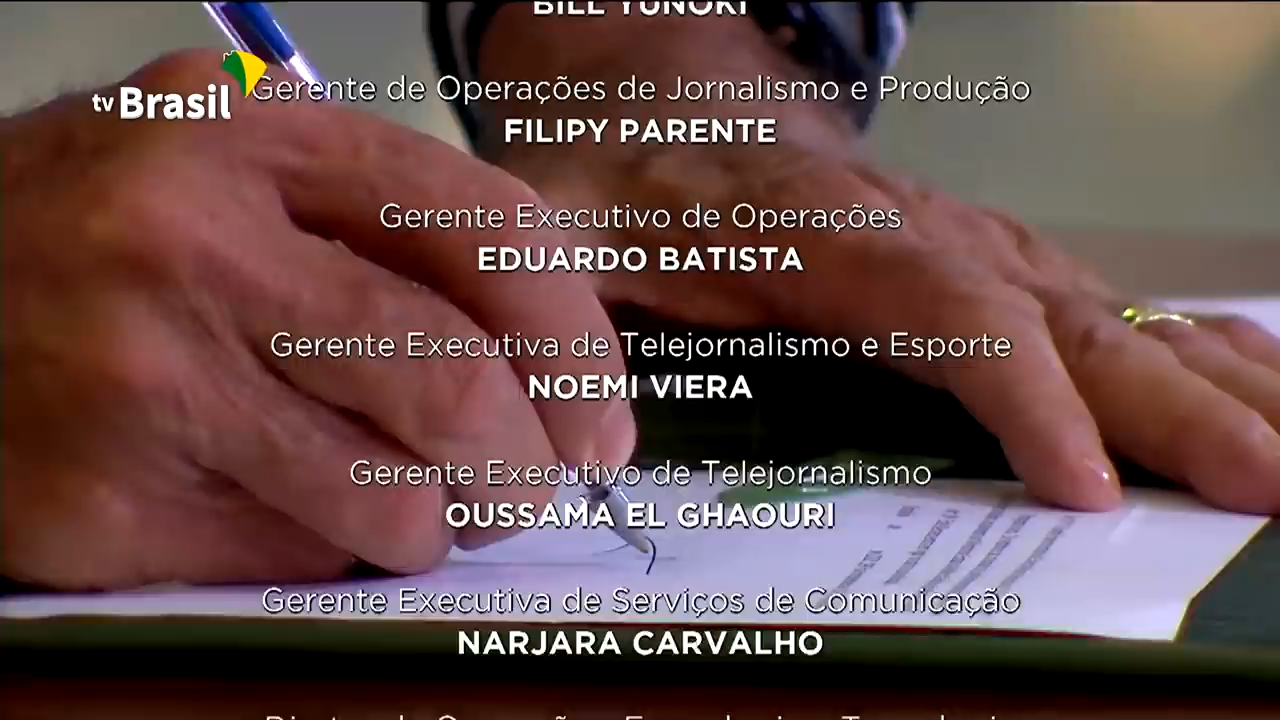 BILL YUNOKI
tv Brasil
Gerente de Operações de Jornalismo e Produção
FILIPY PARENTE
Gerente Executivo de Operações
EDUARDO BATISTA
Gerente Executiva de Telejornalismo e Esporte
NOEMI VIERA
Gerente Executivo de Telejornalismo
OUSSAMA EL GHAOURI
Gerente Executiva de Serviços de Comunicação
NARJARA CARVALHO